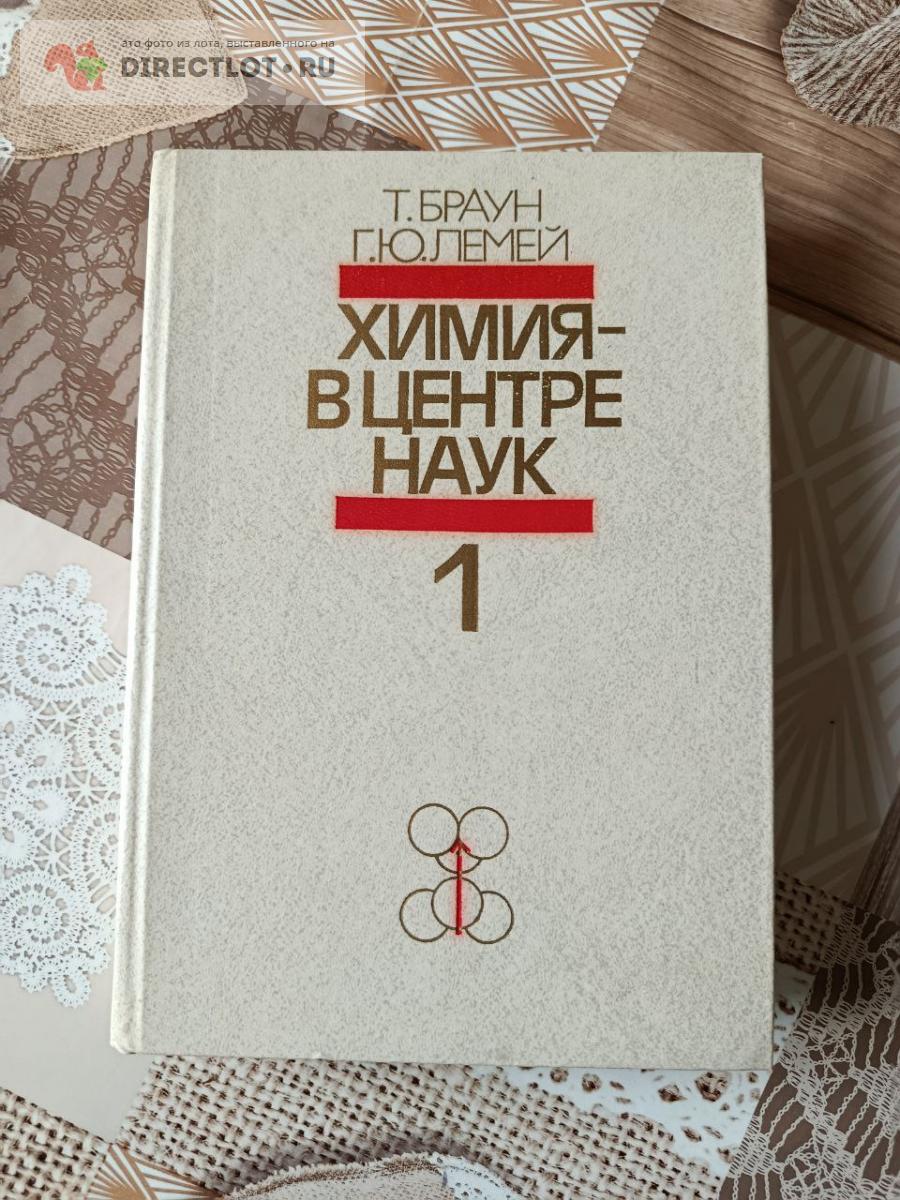 это фото из лота, выставленного на
DIRECTLOT.RU
Т. БРАУН
Г.Ю. ЛЕМЕЙ
ХИМИЯ-
В ЦЕНТРЕ
НАУК
1